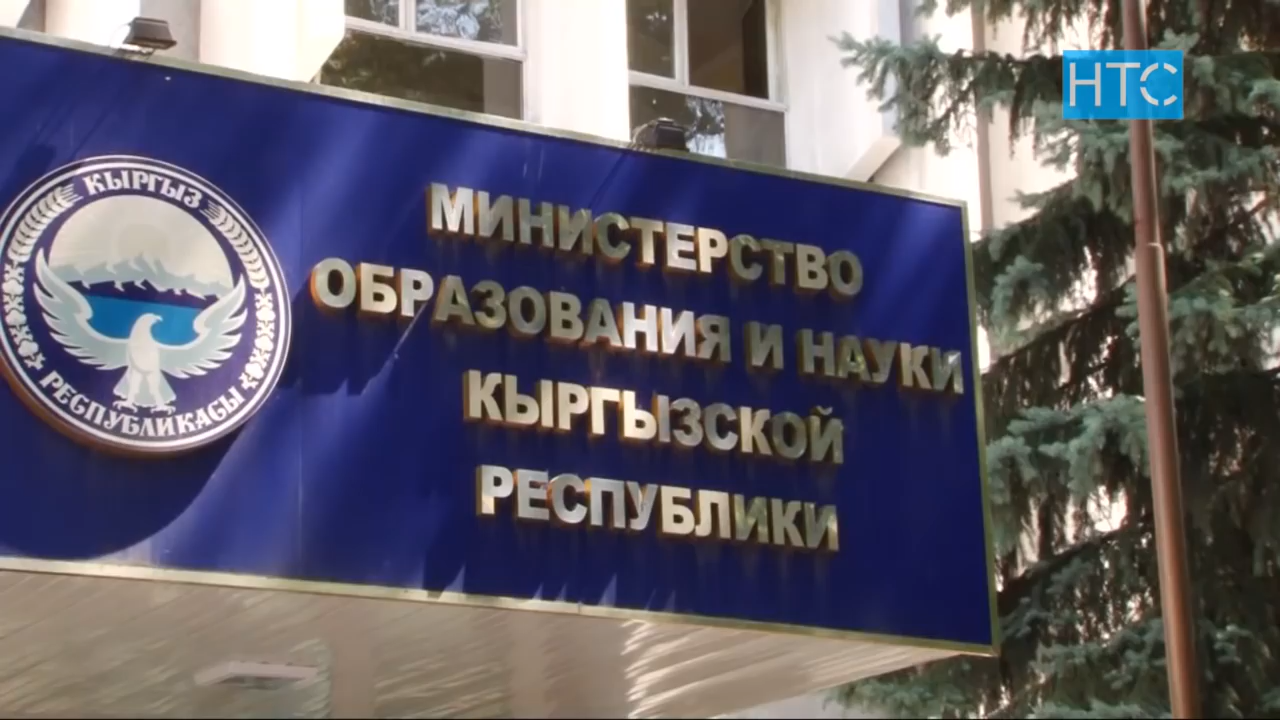 НТС
КЫРГЫЗ
РЕСПУБЛИКАСЫ
МИНИСТЕРСТВО
ОБРАЗОВАНИЯ И НАУКИ
КЫРГЫЗСКОЙ
РЕСПУБЛИКИ